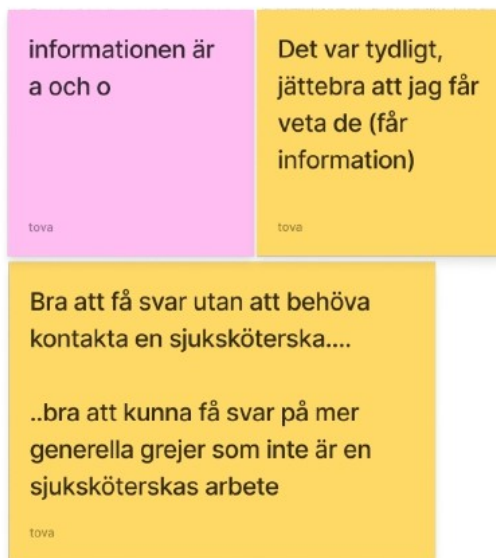 informationen är
a och o
tova
Det var tydligt,
jättebra att jag får
veta de (får
information)
tova
Bra att få svar utan att behöva
kontakta en sjuksköterska....
..bra att kunna få svar på mer
generella grejer som inte är en
sjuksköterskas arbete
tova